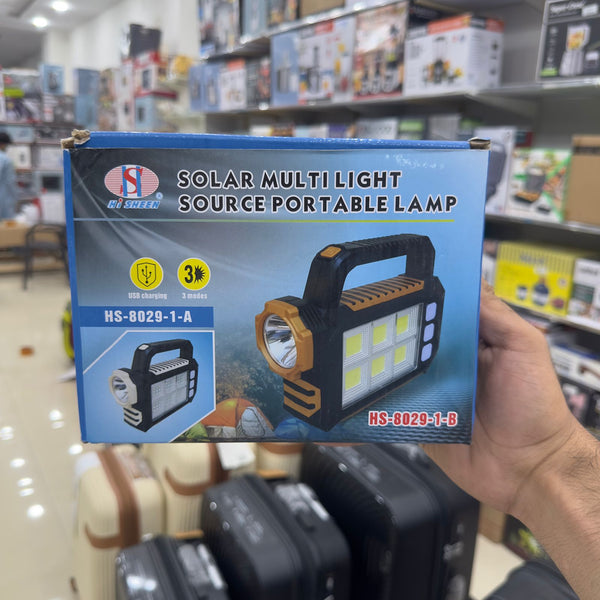 HI SHEEN
SOLAR MULTI LIGHT
SOURCE PORTABLE LAMP
USB charging
3
3 modes
HS-8029-1-A
HS-8029-1-B